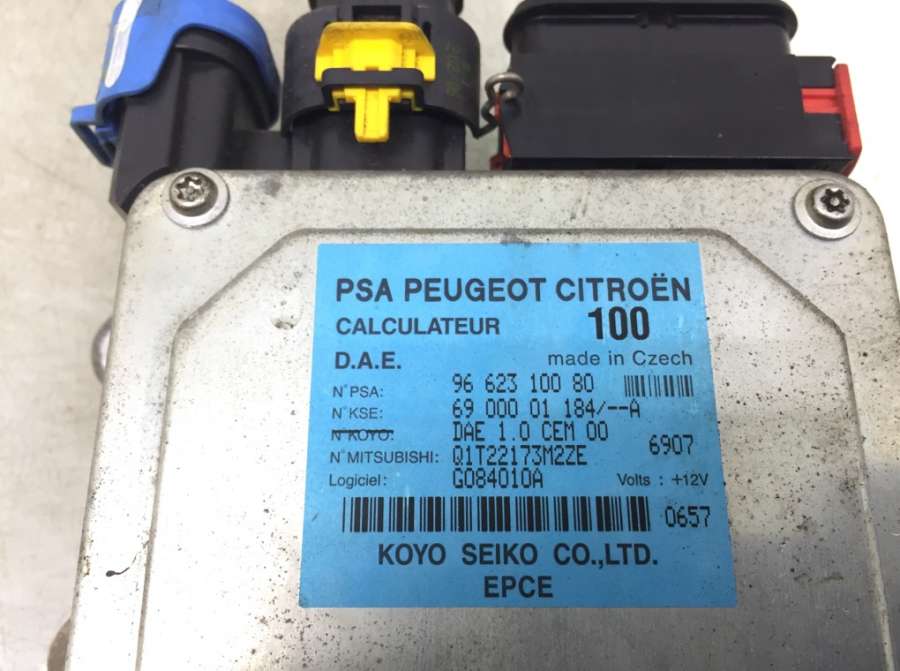 PSA PEUGEOT CITROËN
CALCULATEUR 100
D.A.E. made in Czech
N°PSA: 96 623 100 80
N°KSE: 69 000 01 184/--A
N°KOYO: DAE 1.0 CEM 00
N°MITSUBISHI: Q1T22173M2ZE 6907
Logiciel: G084010A Volts : +12V
0657
KOYO SEIKO CO.,LTD.
EPCE